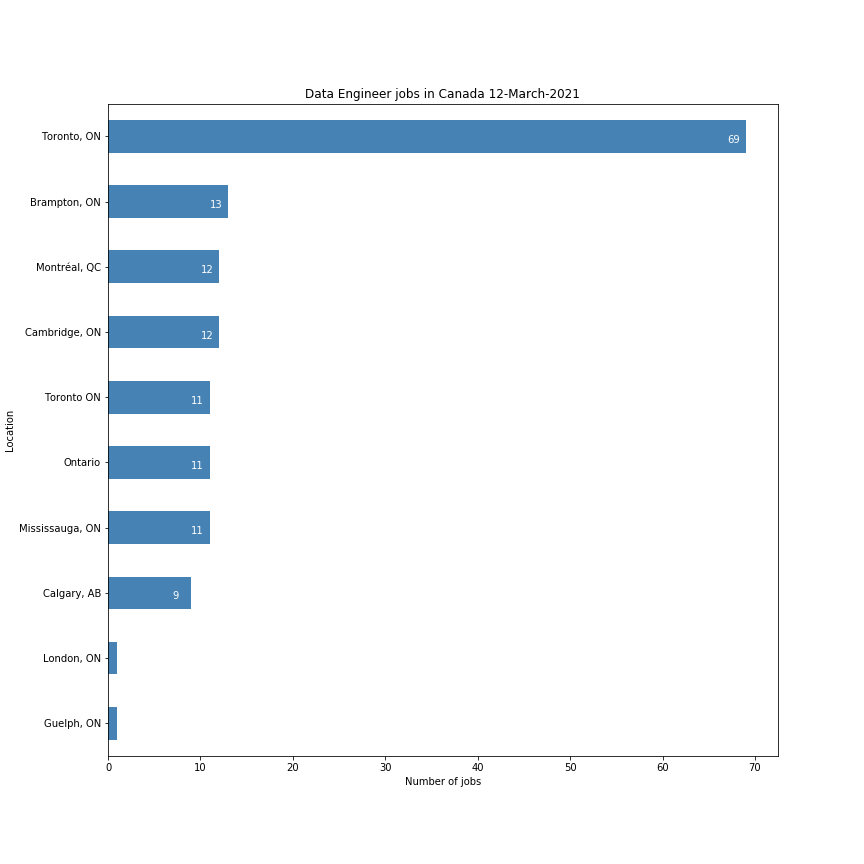 Data Engineer jobs in Canada 12-March-2021
Toronto, ON
69
Brampton, ON
13
Montréal, QC
12
Cambridge, ON
12
Toronto ON
11
Ontario
11
Mississauga, ON
11
Calgary, AB
9
London, ON
Guelph, ON
Location
0 10 20 30 40 50 60 70
Number of jobs